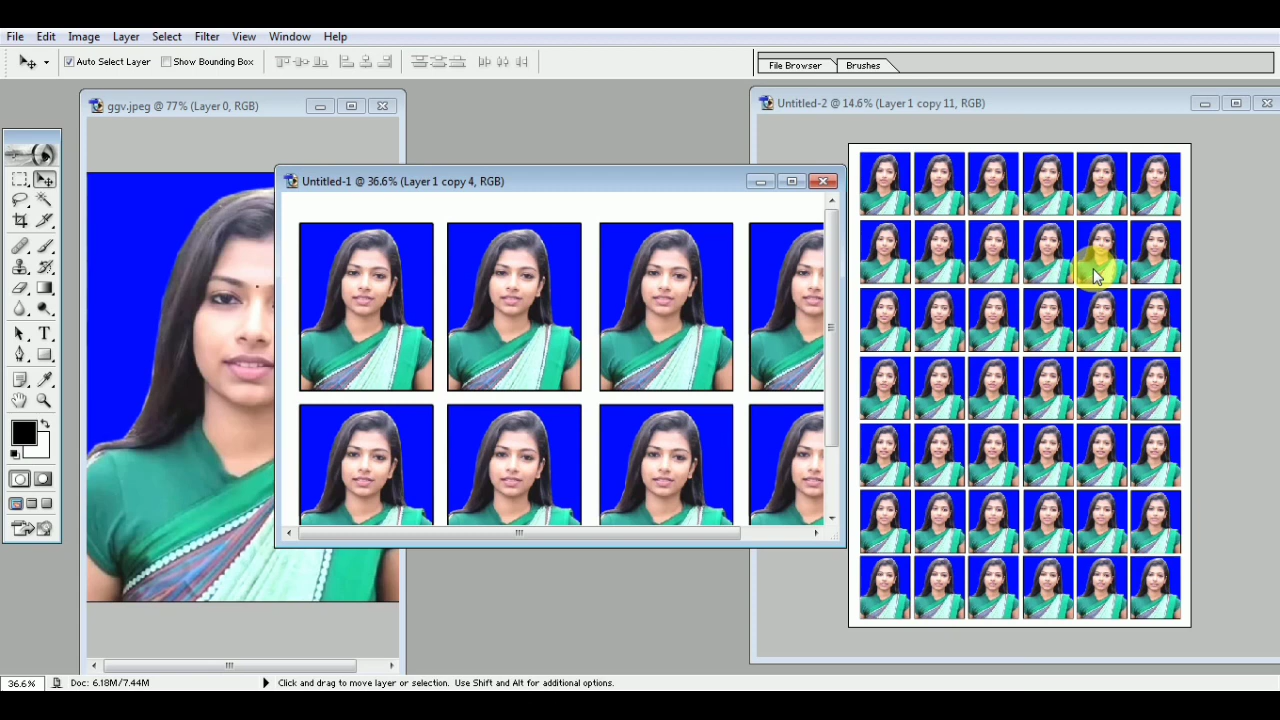 File Edit Image Layer Select Filter View Window Help
Auto Select Layer Show Bounding Box File Browser Brushes
ggv.jpeg @ 77% (Layer 0, RGB)
Untitled-2 @ 14.6% (Layer 1 copy 11, RGB)
Untitled-1 @ 36.6% (Layer 1 copy 4, RGB)
T
36.6% Doc: 6.18M/7.44M Click and drag to move layer or selection. Use Shift and Alt for additional options.